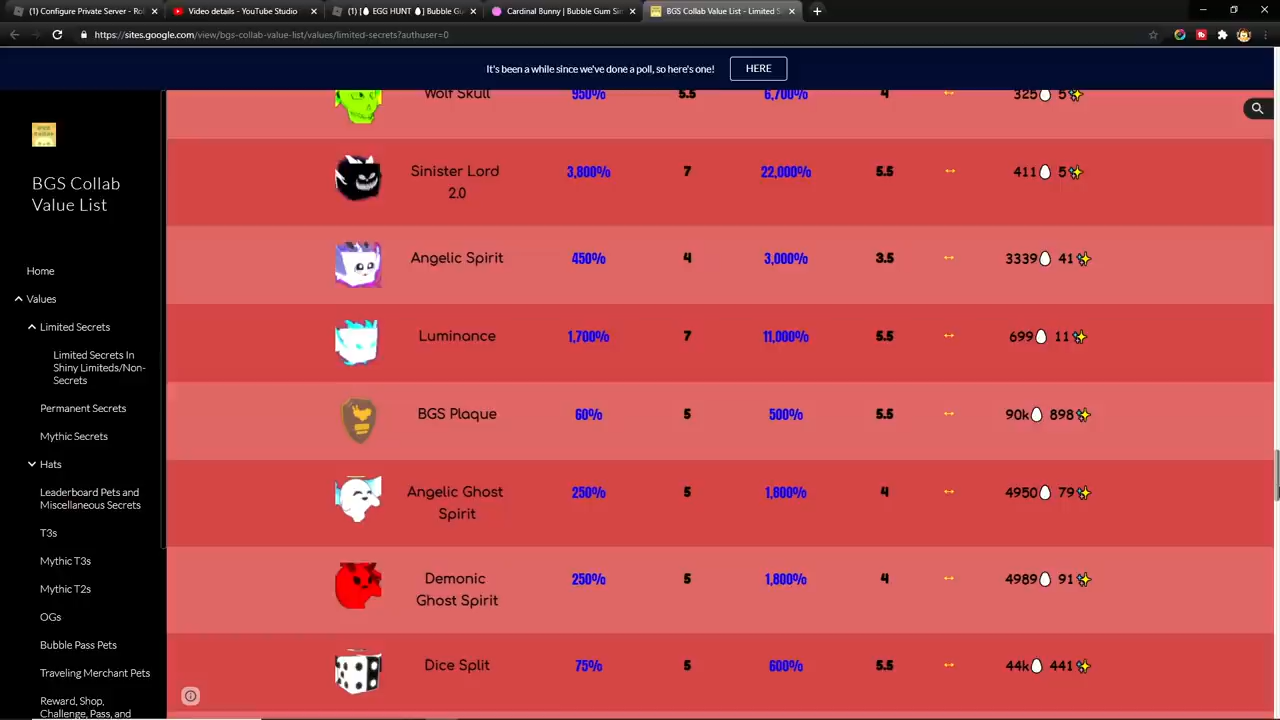 (1) Configure Private Server - Rol
Video details - YouTube Studio
(1) [🥚 EGG HUNT 🥚] Bubble Gu
Cardinal Bunny | Bubble Gum Sim
BGS Collab Value List - Limited S
https://sites.google.com/view/bgs-collab-value-list/values/limited-secrets?authuser=0
It's been a while since we've done a poll, so here's one!
HERE
BGS Collab
Value List
Home
Values
Limited Secrets
Limited Secrets In
Shiny Limiteds/Non-
Secrets
Permanent Secrets
Mythic Secrets
Hats
Leaderboard Pets and
Miscellaneous Secrets
T3s
Mythic T3s
Mythic T2s
OGs
Bubble Pass Pets
Traveling Merchant Pets
Reward, Shop,
Challenge, Pass, and
Wolf Skull 950% 5.5 6,700% 4 ↔ 325🥚 5✨
Sinister Lord 3,800% 7 22,000% 5.5 ↔ 411🥚 5✨
2.0
Angelic Spirit 450% 4 3,000% 3.5 ↔ 3339🥚 41✨
Luminance 1,700% 7 11,000% 5.5 ↔ 699🥚 11✨
BGS Plaque 60% 5 500% 5.5 ↔ 90k🥚 898✨
Angelic Ghost 250% 5 1,800% 4 ↔ 4950🥚 79✨
Spirit
Demonic 250% 5 1,800% 4 ↔ 4989🥚 91✨
Ghost Spirit
Dice Split 75% 5 600% 5.5 ↔ 44k🥚 441✨